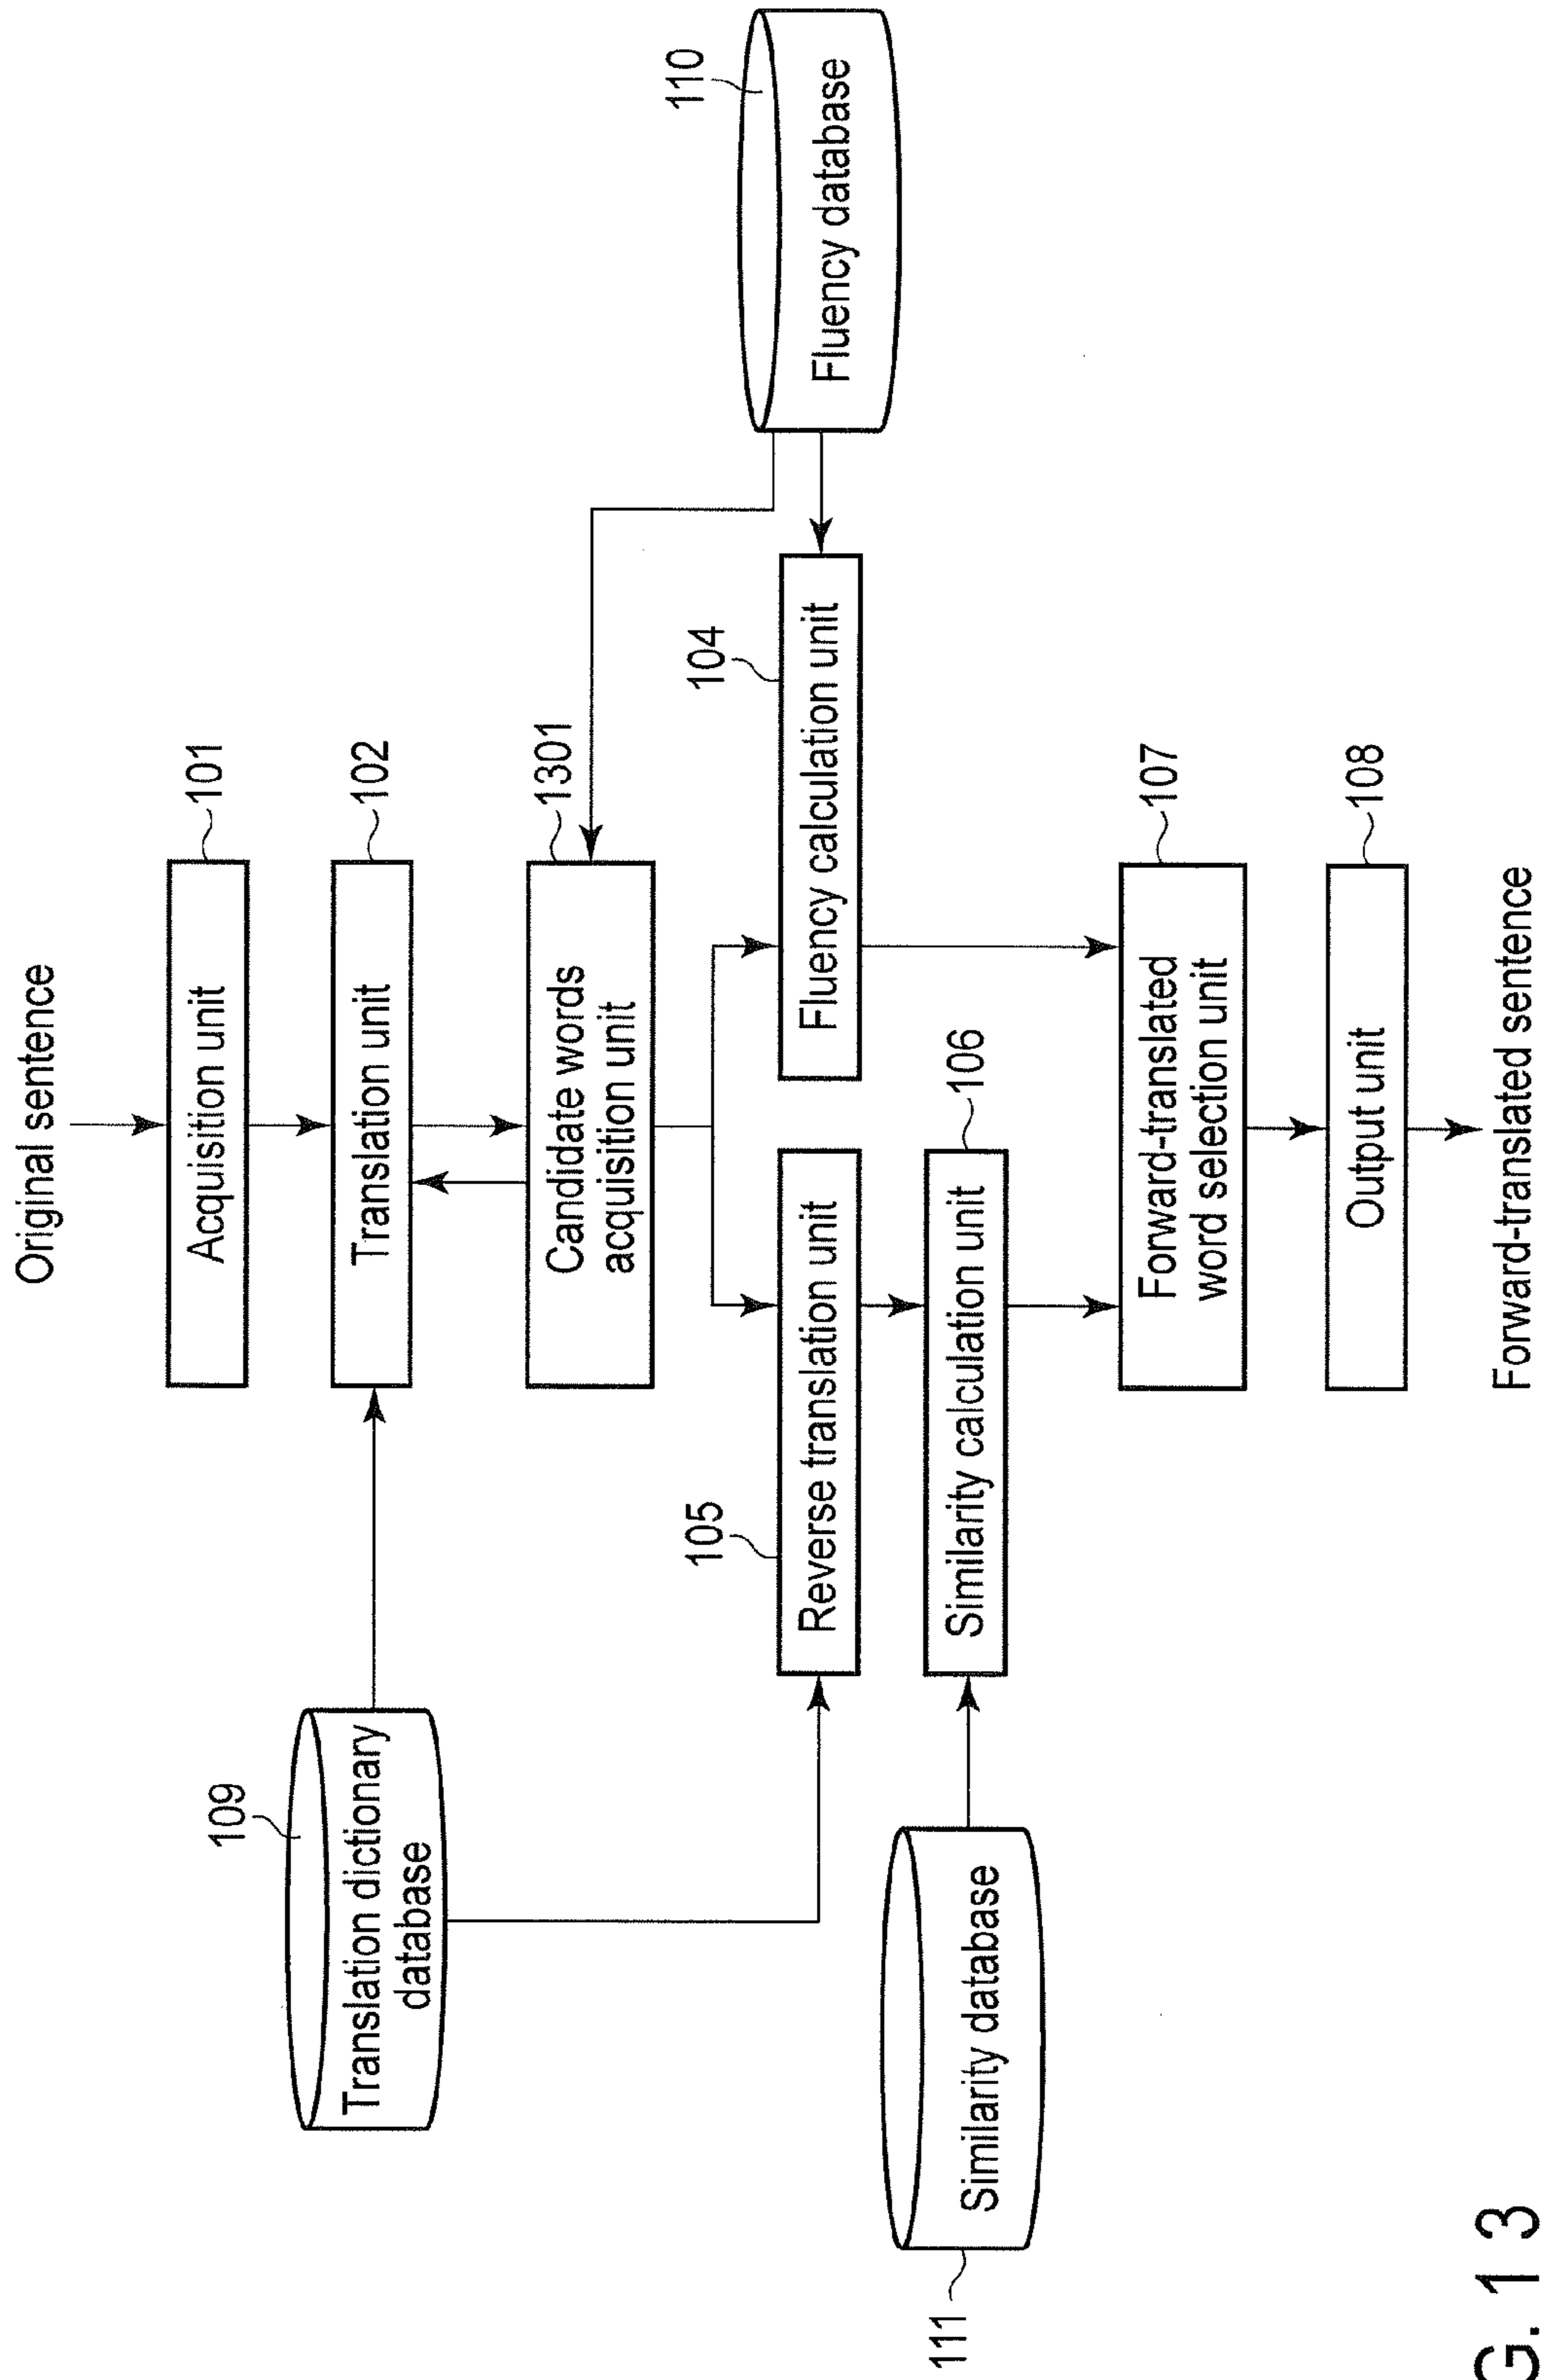 Original sentence
Acquisition unit
101
109
Translation dictionary
database
Translation unit
102
Candidate words
acquisition unit
1301
110
Fluency database
105
Reverse translation unit
104
Fluency calculation unit
111
Similarity database
Similarity calculation unit
106
Forward-translated
word selection unit
107
Output unit
108
Forward-translated sentence
G. 1 3